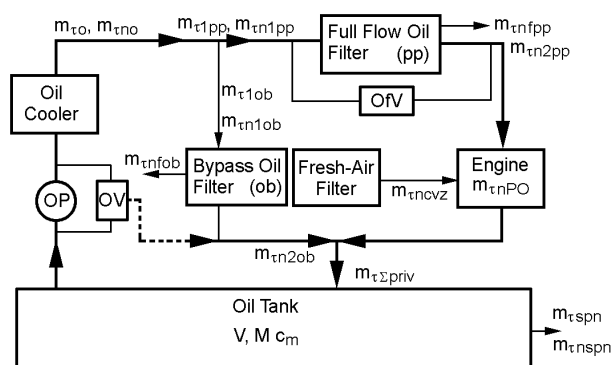 mτo, mτno
mτ1pp, mτn1pp
Full Flow Oil
Filter (pp)
mτnfpp
mτn2pp
Oil
Cooler
mτ1ob
mτn1ob
OfV
mτnfob
Bypass Oil
Filter (ob)
Fresh-Air
Filter
mτncvz
Engine
mτnPO
OP
OV
mτn2ob
mτΣpriv
Oil Tank
V, M cm
mτspn
mτnspn